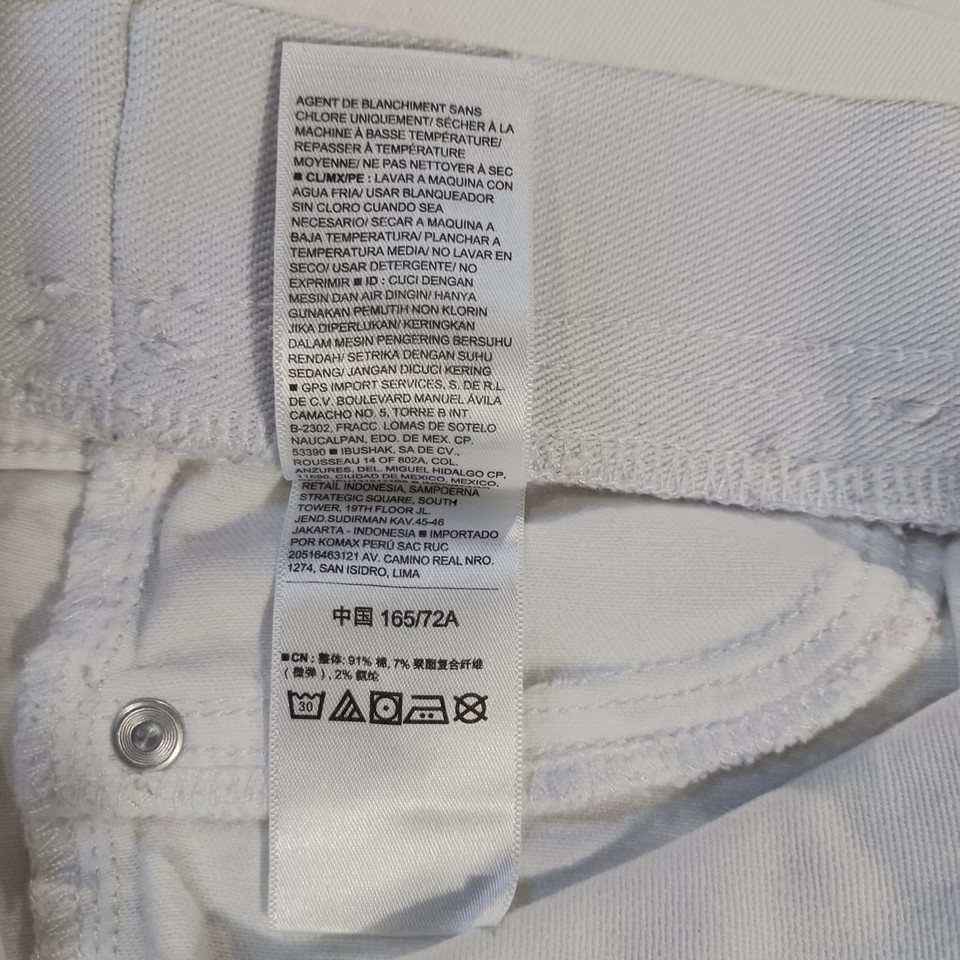 AGENT DE BLANCHIMENT SANS
CHLORE UNIQUEMENT/ SÉCHER À LA
MACHINE À BASSE TEMPÉRATURE/
REPASSER À TEMPÉRATURE
MOYENNE/ NE PAS NETTOYER À SEC
■ CL/MX/PE : LAVAR A MAQUINA CON
AGUA FRIA/ USAR BLANQUEADOR
SIN CLORO CUANDO SEA
NECESARIO/ SECAR A MAQUINA A
BAJA TEMPERATURA/ PLANCHAR A
TEMPERATURA MEDIA/ NO LAVAR EN
SECO/ USAR DETERGENTE/ NO
EXPRIMIR ■ ID : CUCI DENGAN
MESIN DAN AIR DINGIN/ HANYA
GUNAKAN PEMUTIH NON KLORIN
JIKA DIPERLUKAN/ KERINGKAN
DALAM MESIN PENGERING BERSUHU
RENDAH/ SETRIKA DENGAN SUHU
SEDANG/ JANGAN DICUCI KERING
■ GPS IMPORT SERVICES, S. DE R.L.
DE C.V. BOULEVARD MANUEL ÁVILA
CAMACHO NO. 5, TORRE B INT
B-2302, FRACC. LOMAS DE SOTELO
NAUCALPAN, EDO. DE MEX. CP.
53390 ■ IBUSHAK, SA DE CV.,
ROUSSEAU 14 OF 802A, COL.
ANZURES, DEL. MIGUEL HIDALGO CP,
11590, CIUDAD DE MEXICO, MEXICO,
RETAIL INDONESIA, SAMPOERNA
STRATEGIC SQUARE, SOUTH
TOWER, 19TH FLOOR JL.
JEND.SUDIRMAN KAV.45-46
JAKARTA - INDONESIA ■ IMPORTADO
POR KOMAX PERÚ SAC RUC
20516463121 AV. CAMINO REAL NRO.
1274, SAN ISIDRO, LIMA
中国 165/72A
■CN : 整体: 91% 棉, 7% 聚酯复合纤维
(微弹), 2% 氨纶
30